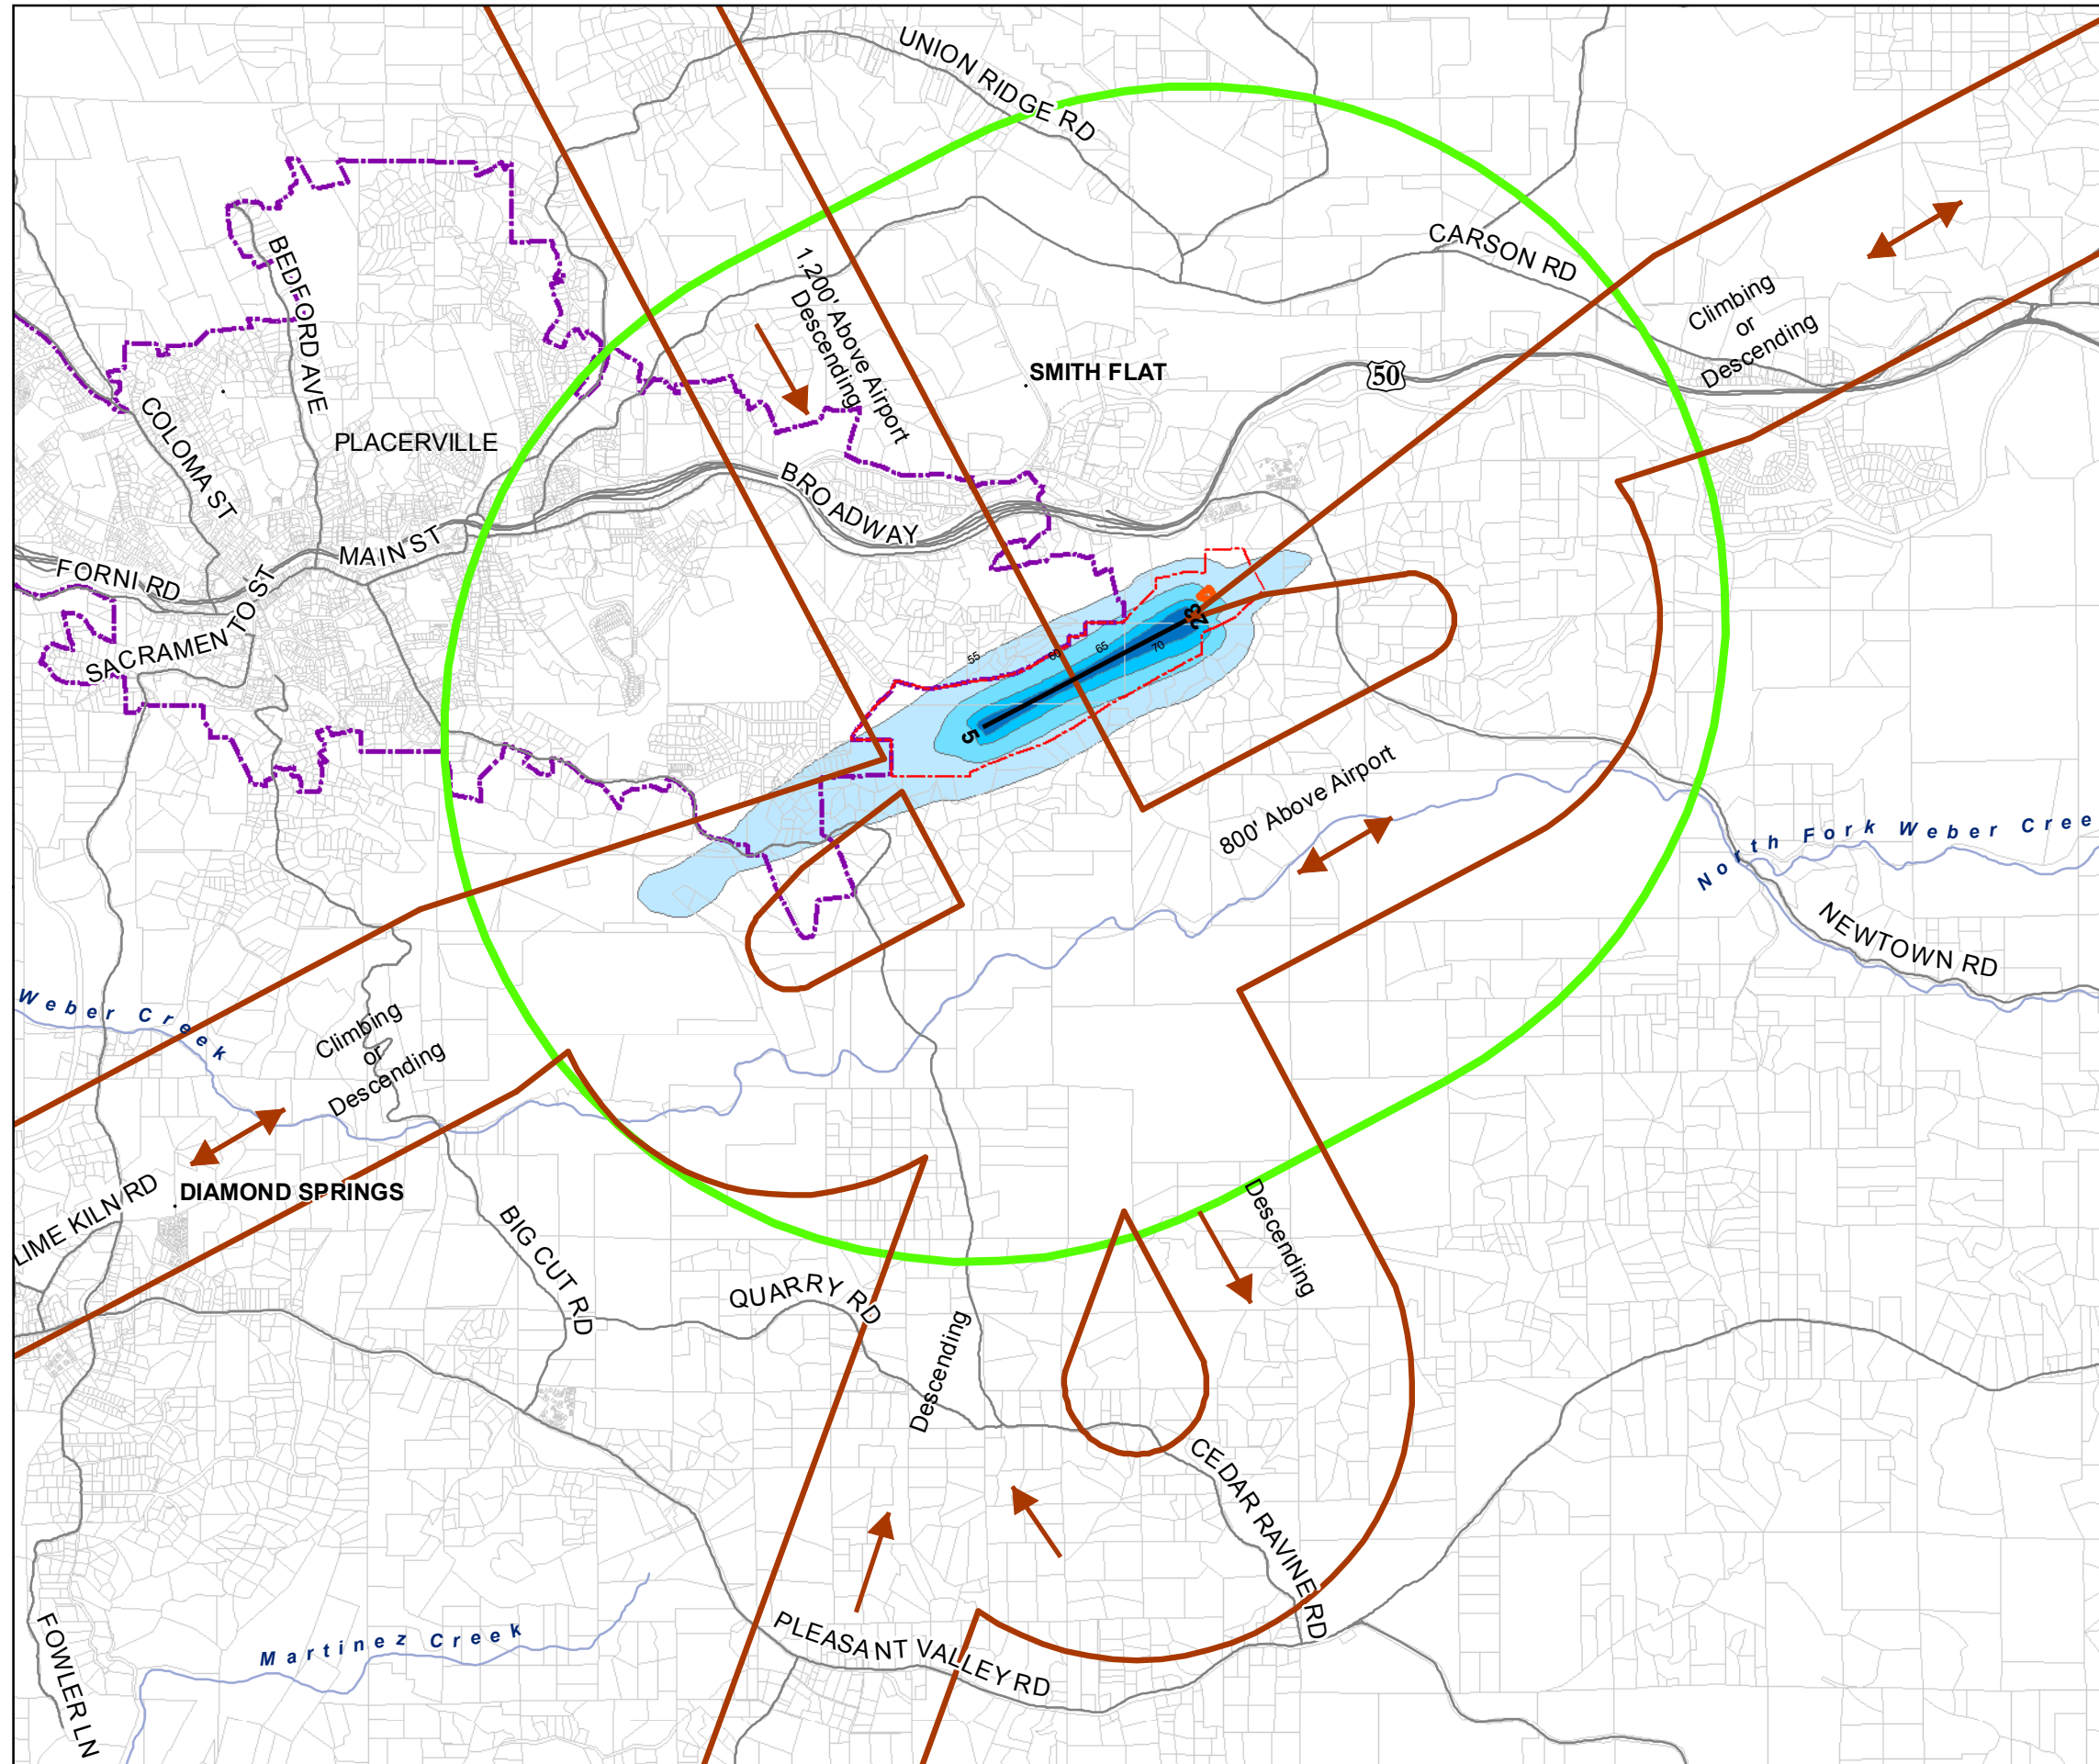 UNION RIDGE RD
CARSON RD
BEDFORD AVE
1,200' Above Airport
Descending
Climbing
or
Descending
SMITH FLAT
50
COLOMA ST
PLACERVILLE
BROADWAY
MAIN ST
FORNI RD
SACRAMENTO ST
23
55
60
65
70
5
800' Above Airport
North Fork Weber Cree
NEWTOWN RD
Weber Creek
Climbing
or
Descending
DIAMOND SPRINGS
LIME KILN RD
BIG CUT RD
QUARRY RD
Descending
Descending
CEDAR RAVINE RD
PLEASANT VALLEY RD
Martinez Creek
FOWLER LN